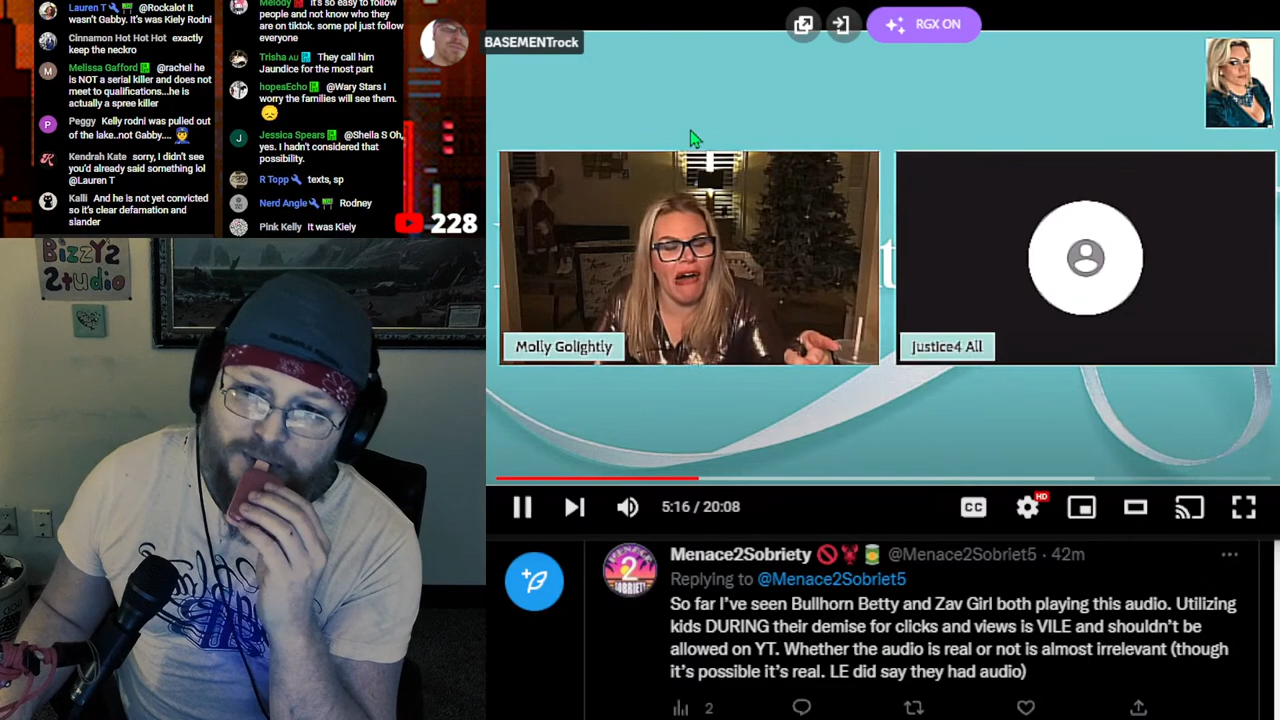 Lauren T @Rockalot It
wasn't Gabby. It's was Kiely Rodni
Cinnamon Hot Hot Hot exactly
keep the neckro
Melissa Gafford @rachel he
is NOT a serial killer and does not
meet to qualifications...he is
actually a spree killer
Peggy Kelly rodni was pulled out
of the lake..not Gabby....
Kendrah Kate sorry, I didn't see
you'd already said something lol
@Lauren T
Kalli And he is not yet convicted
so it's clear defamation and
slander
Melody It's so easy to follow
people and not know who they
are on tiktok. some ppl just follow
everyone
Trisha AU They call him
Jaundice for the most part
hopesEcho @Wary Stars I
worry the families will see them.
Jessica Spears @Sheila S Oh,
yes. I hadn't considered that
possibility.
R Topp texts, sp
Nerd Angle Rodney
Pink Kelly It was Kiely
228
BASEMENTrock
RGX ON
BizzY'z
2tudio
Molly Golightly
Justice4 All
5:16 / 20:08
CC
HD
Menace2Sobriety @Menace2Sobriet5 · 42m
Replying to @Menace2Sobriet5
So far I've seen Bullhorn Betty and Zav Girl both playing this audio. Utilizing
kids DURING their demise for clicks and views is VILE and shouldn't be
allowed on YT. Whether the audio is real or not is almost irrelevant (though
it's possible it's real. LE did say they had audio)
2